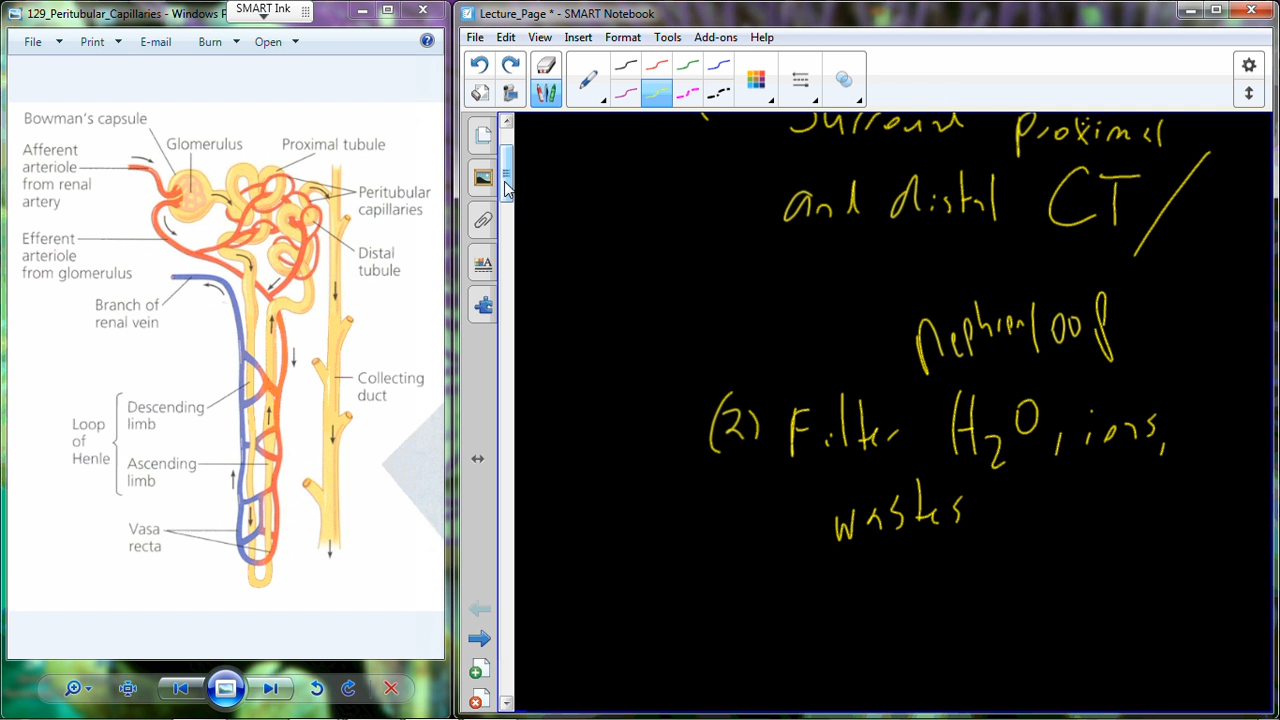 129_Peritubular_Capillaries - Windows P
SMART Ink
File
Print
E-mail
Burn
Open
Bowman's capsule
Glomerulus
Proximal tubule
Afferent
arteriole
from renal
artery
Peritubular
capillaries
Efferent
arteriole
from glomerulus
Distal
tubule
Branch of
renal vein
Collecting
duct
Loop
of
Henle
Descending
limb
Ascending
limb
Vasa
recta
Lecture_Page * - SMART Notebook
File Edit View Insert Format Tools Add-ons Help
Surround proximal
and distal CT/
nephron loop
(2) Filter H₂O, ions,
wastes